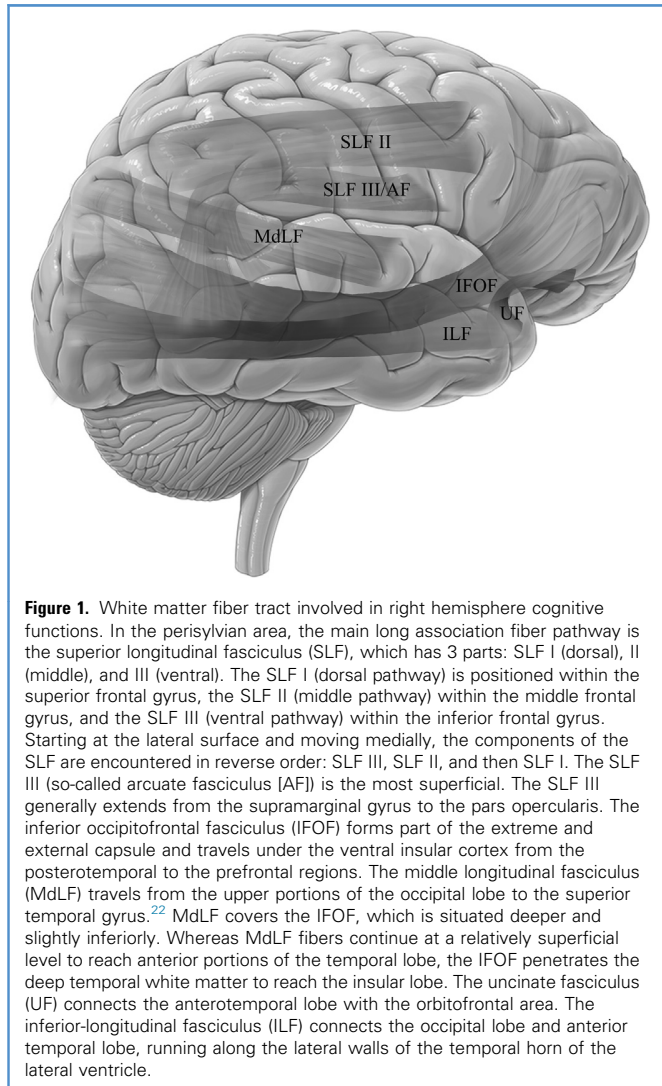 SLF II
SLF III/AF
MdLF
IFOF
UF
ILF
Figure 1. White matter fiber tract involved in right hemisphere cognitive
functions. In the perisylvian area, the main long association fiber pathway is
the superior longitudinal fasciculus (SLF), which has 3 parts: SLF I (dorsal), II
(middle), and III (ventral). The SLF I (dorsal pathway) is positioned within the
superior frontal gyrus, the SLF II (middle pathway) within the middle frontal
gyrus, and the SLF III (ventral pathway) within the inferior frontal gyrus.
Starting at the lateral surface and moving medially, the components of the
SLF are encountered in reverse order: SLF III, SLF II, and then SLF I. The SLF
III (so-called arcuate fasciculus [AF]) is the most superficial. The SLF III
generally extends from the supramarginal gyrus to the pars opercularis. The
inferior occipitofrontal fasciculus (IFOF) forms part of the extreme and
external capsule and travels under the ventral insular cortex from the
posterotemporal to the prefrontal regions. The middle longitudinal fasciculus
(MdLF) travels from the upper portions of the occipital lobe to the superior
temporal gyrus.22 MdLF covers the IFOF, which is situated deeper and
slightly inferiorly. Whereas MdLF fibers continue at a relatively superficial
level to reach anterior portions of the temporal lobe, the IFOF penetrates the
deep temporal white matter to reach the insular lobe. The uncinate fasciculus
(UF) connects the anterotemporal lobe with the orbitofrontal area. The
inferior-longitudinal fasciculus (ILF) connects the occipital lobe and anterior
temporal lobe, running along the lateral walls of the temporal horn of the
lateral ventricle.